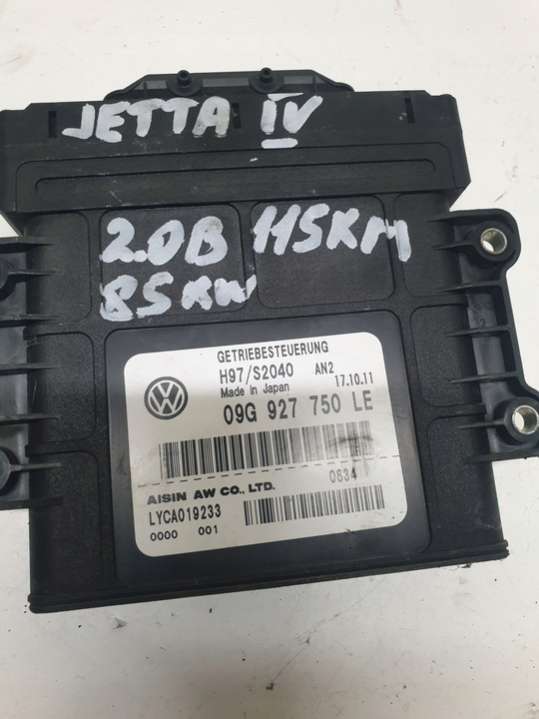 JETTA IV
2.0B 115KM
85KW
GETRIEBESTEUERUNG
H97/S2040 AN2
Made in Japan 17.10.11
09G 927 750 LE
AISIN AW CO., LTD. 0634
LYCA019233
0000 001